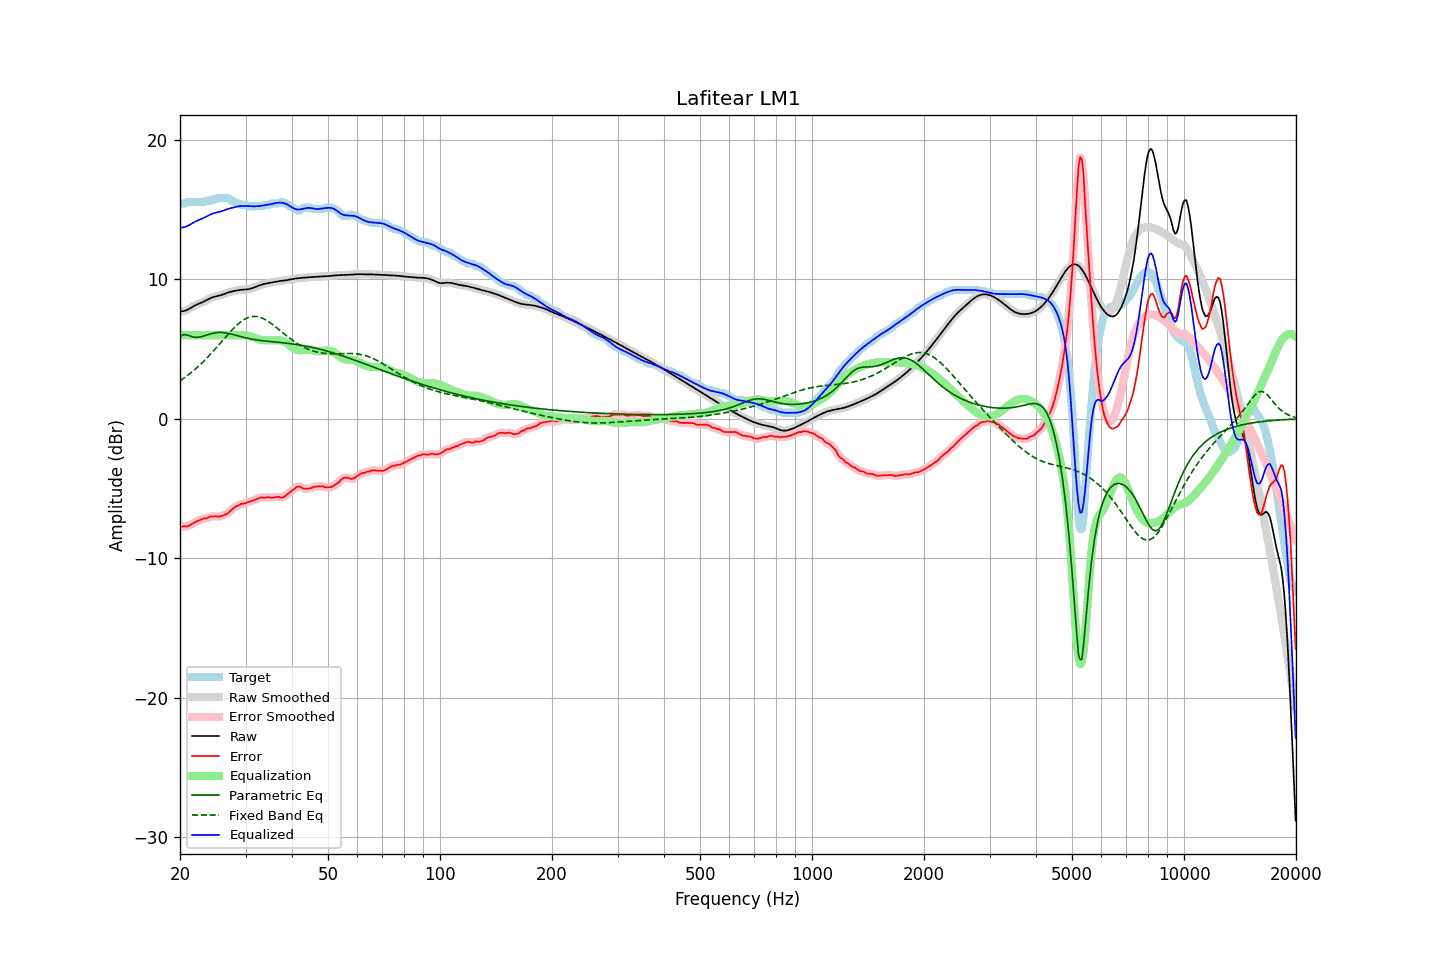 Lafitear LM1
Amplitude (dBr)
20
10
0
−10
−20
−30
Target
Raw Smoothed
Error Smoothed
Raw
Error
Equalization
Parametric Eq
Fixed Band Eq
Equalized
20 50 100 200 500 1000 2000 5000 10000 20000
Frequency (Hz)